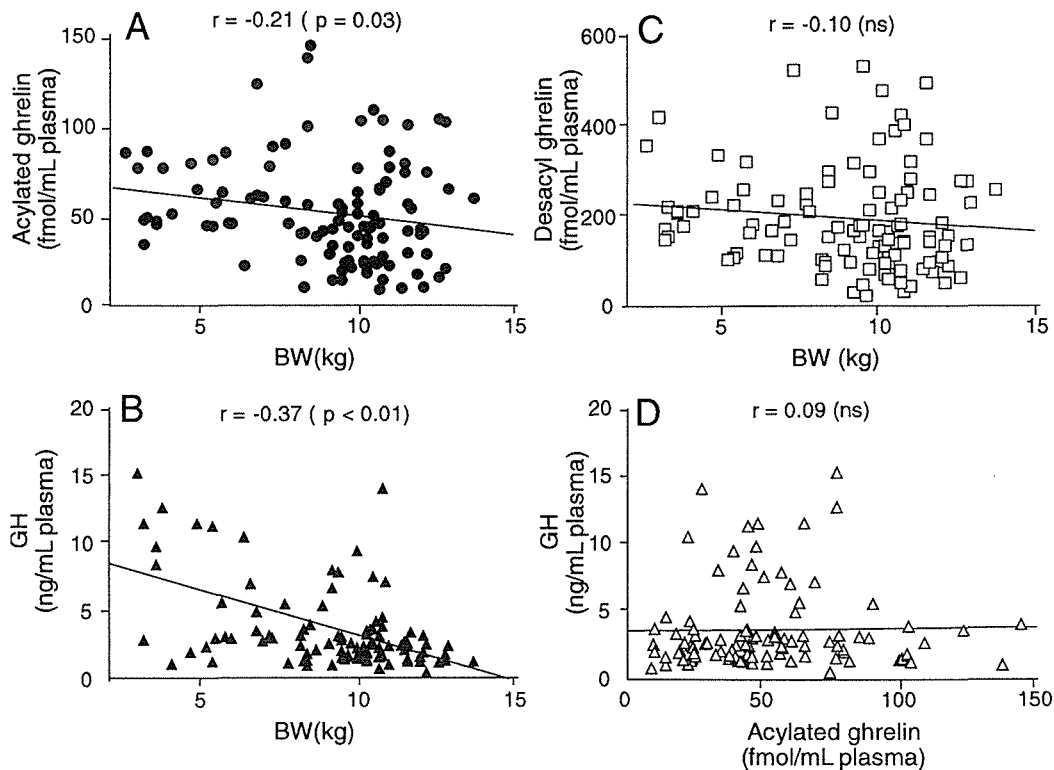 A
r = -0.21 ( p = 0.03)
150
100
50
0
Acylated ghrelin
(fmol/mL plasma)
5
10
15
BW(kg)
C
r = -0.10 (ns)
600
400
200
0
Desacyl ghrelin
(fmol/mL plasma)
5
10
15
BW (kg)
B
r = -0.37 ( p < 0.01)
20
15
10
5
0
GH
(ng/mL plasma)
5
10
15
BW(kg)
D
r = 0.09 (ns)
20
15
10
5
0
GH
(ng/mL plasma)
0
50
100
150
Acylated ghrelin
(fmol/mL plasma)